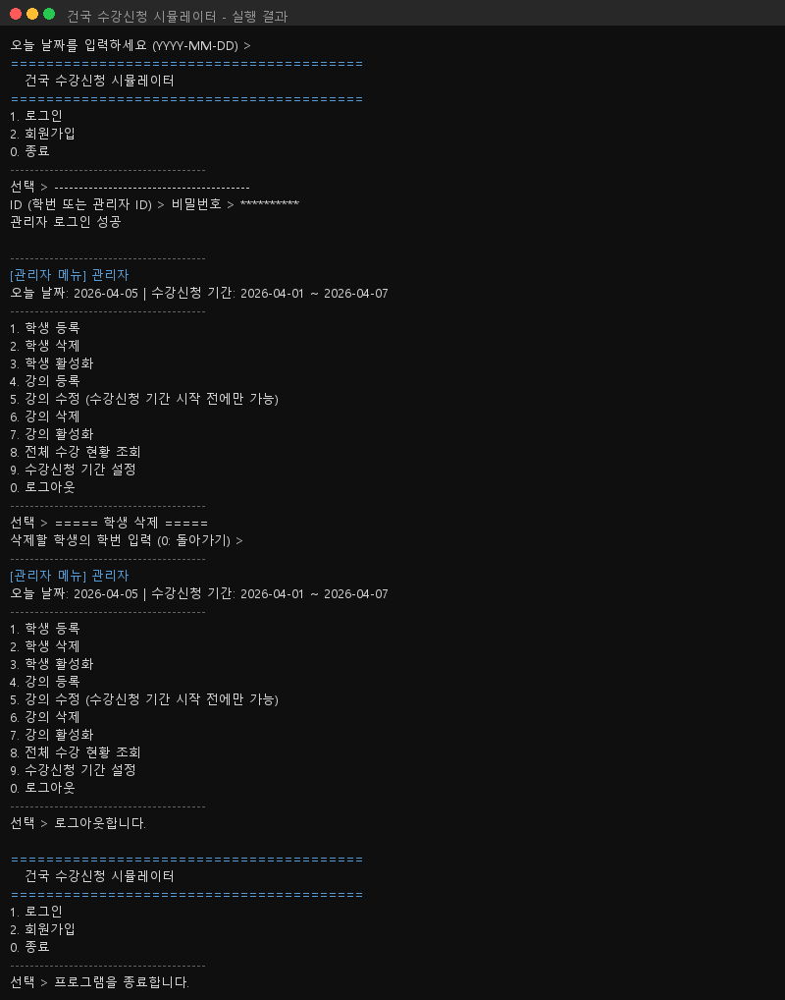 건국 수강신청 시뮬레이터 - 실행 결과
오늘 날짜를 입력하세요 (YYYY-MM-DD) >
========================================
건국 수강신청 시뮬레이터
========================================
1. 로그인
2. 회원가입
0. 종료
----------------------------------------
선택 > ----------------------------------------
ID (학번 또는 관리자 ID) > 비밀번호 > **********
관리자 로그인 성공
----------------------------------------
[관리자 메뉴] 관리자
오늘 날짜: 2026-04-05 | 수강신청 기간: 2026-04-01 ~ 2026-04-07
----------------------------------------
1. 학생 등록
2. 학생 삭제
3. 학생 활성화
4. 강의 등록
5. 강의 수정 (수강신청 기간 시작 전에만 가능)
6. 강의 삭제
7. 강의 활성화
8. 전체 수강 현황 조회
9. 수강신청 기간 설정
0. 로그아웃
----------------------------------------
선택 > ===== 학생 삭제 =====
삭제할 학생의 학번 입력 (0: 돌아가기) >
----------------------------------------
[관리자 메뉴] 관리자
오늘 날짜: 2026-04-05 | 수강신청 기간: 2026-04-01 ~ 2026-04-07
----------------------------------------
1. 학생 등록
2. 학생 삭제
3. 학생 활성화
4. 강의 등록
5. 강의 수정 (수강신청 기간 시작 전에만 가능)
6. 강의 삭제
7. 강의 활성화
8. 전체 수강 현황 조회
9. 수강신청 기간 설정
0. 로그아웃
----------------------------------------
선택 > 로그아웃합니다.
========================================
건국 수강신청 시뮬레이터
========================================
1. 로그인
2. 회원가입
0. 종료
----------------------------------------
선택 > 프로그램을 종료합니다.